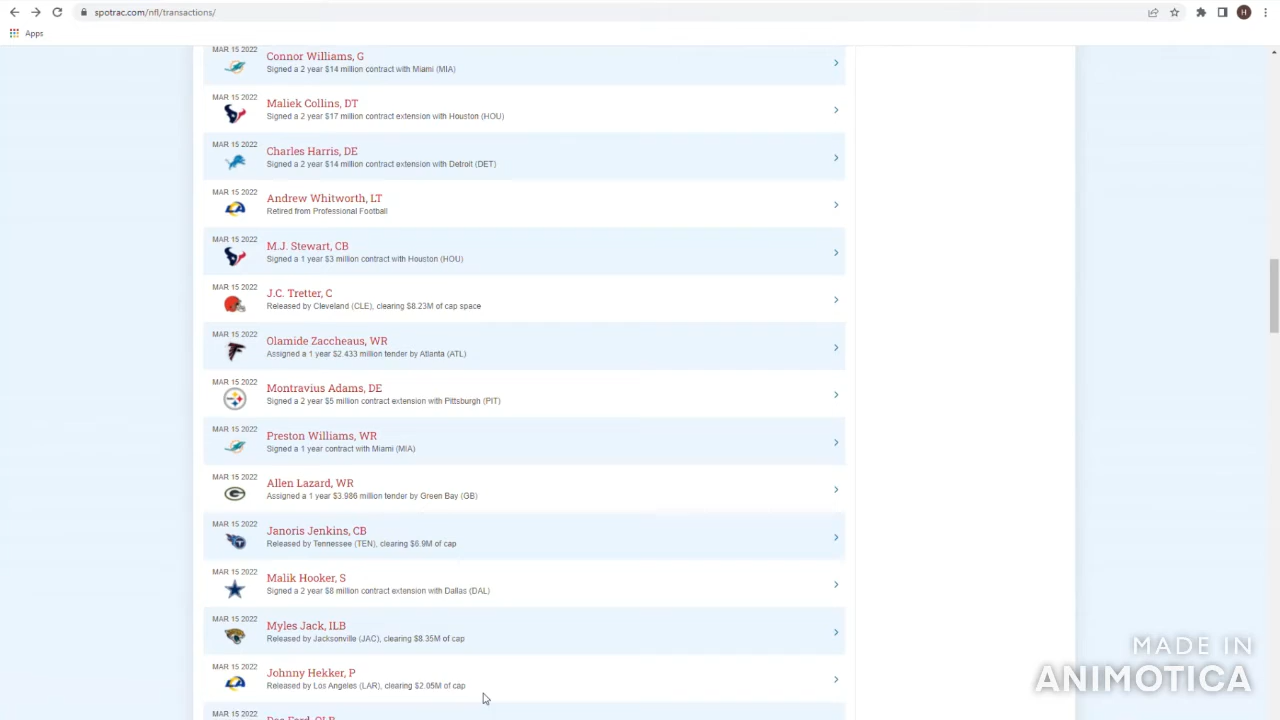 spotrac.com/nfl/transactions/
H
Apps
MAR 15 2022
Connor Williams, G
Signed a 2 year $14 million contract with Miami (MIA)
MAR 15 2022
Maliek Collins, DT
Signed a 2 year $17 million contract extension with Houston (HOU)
MAR 15 2022
Charles Harris, DE
Signed a 2 year $14 million contract extension with Detroit (DET)
MAR 15 2022
Andrew Whitworth, LT
Retired from Professional Football
MAR 15 2022
M.J. Stewart, CB
Signed a 1 year $3 million contract with Houston (HOU)
MAR 15 2022
J.C. Tretter, C
Released by Cleveland (CLE), clearing $8.23M of cap space
MAR 15 2022
Olamide Zaccheaus, WR
Assigned a 1 year $2.433 million tender by Atlanta (ATL)
MAR 15 2022
Montravius Adams, DE
Signed a 2 year $5 million contract extension with Pittsburgh (PIT)
MAR 15 2022
Preston Williams, WR
Signed a 1 year contract with Miami (MIA)
MAR 15 2022
Allen Lazard, WR
Assigned a 1 year $3.986 million tender by Green Bay (GB)
MAR 15 2022
Janoris Jenkins, CB
Released by Tennessee (TEN), clearing $6.9M of cap
MAR 15 2022
Malik Hooker, S
Signed a 2 year $8 million contract extension with Dallas (DAL)
MAR 15 2022
Myles Jack, ILB
Released by Jacksonville (JAC), clearing $8.35M of cap
MAR 15 2022
Johnny Hekker, P
Released by Los Angeles (LAR), clearing $2.05M of cap
MAR 15 2022
Dee Ford, OLB
MADE IN
ANIMOTICA